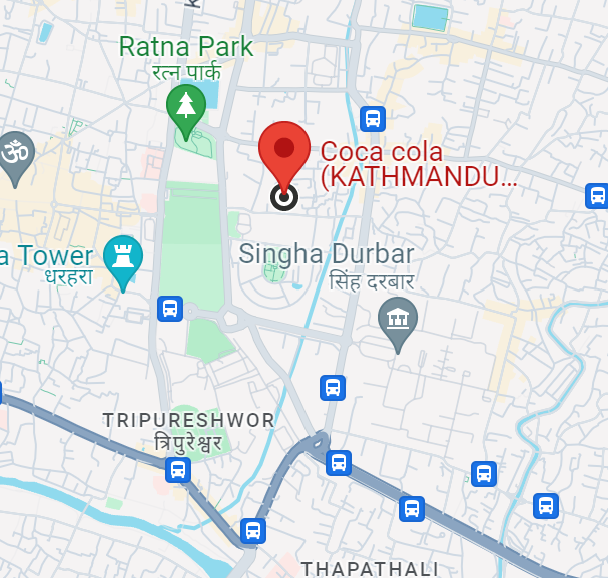 Ratna Park
रत्न पार्क
Coca cola
(KATHMANDU...
ॐ
Singha Durbar
सिंह दरबार
a Tower
धरहरा
TRIPURESHWOR
त्रिपुरेश्वर
THAPATHALI